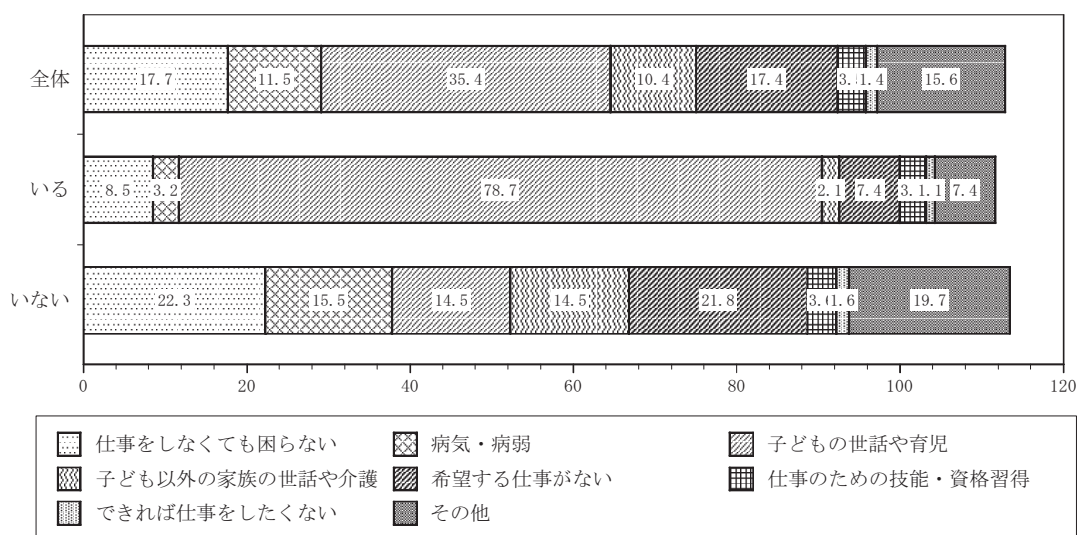 全体 17.7 11.5 35.4 10.4 17.4 1.4 15.6
いる 8.5 3.2 78.7 2.1 7.4 1.1 7.4
いない 22.3 15.5 14.5 14.5 21.8 1.6 19.7
0 20 40 60 80 100 120
仕事をしなくても困らない 病気・病弱 子どもの世話や育児
子ども以外の家族の世話や介護 希望する仕事がない 仕事のための技能・資格習得
できれば仕事をしたくない その他